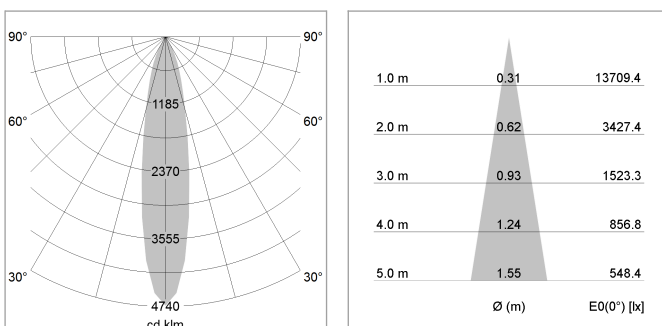 90° 90°
1185
60° 60°
2370
3555
30° 30°
4740
cd klm
1.0 m 0.31 13709.4
2.0 m 0.62 3427.4
3.0 m 0.93 1523.3
4.0 m 1.24 856.8
5.0 m 1.55 548.4
Ø (m) E0(0°) [lx]